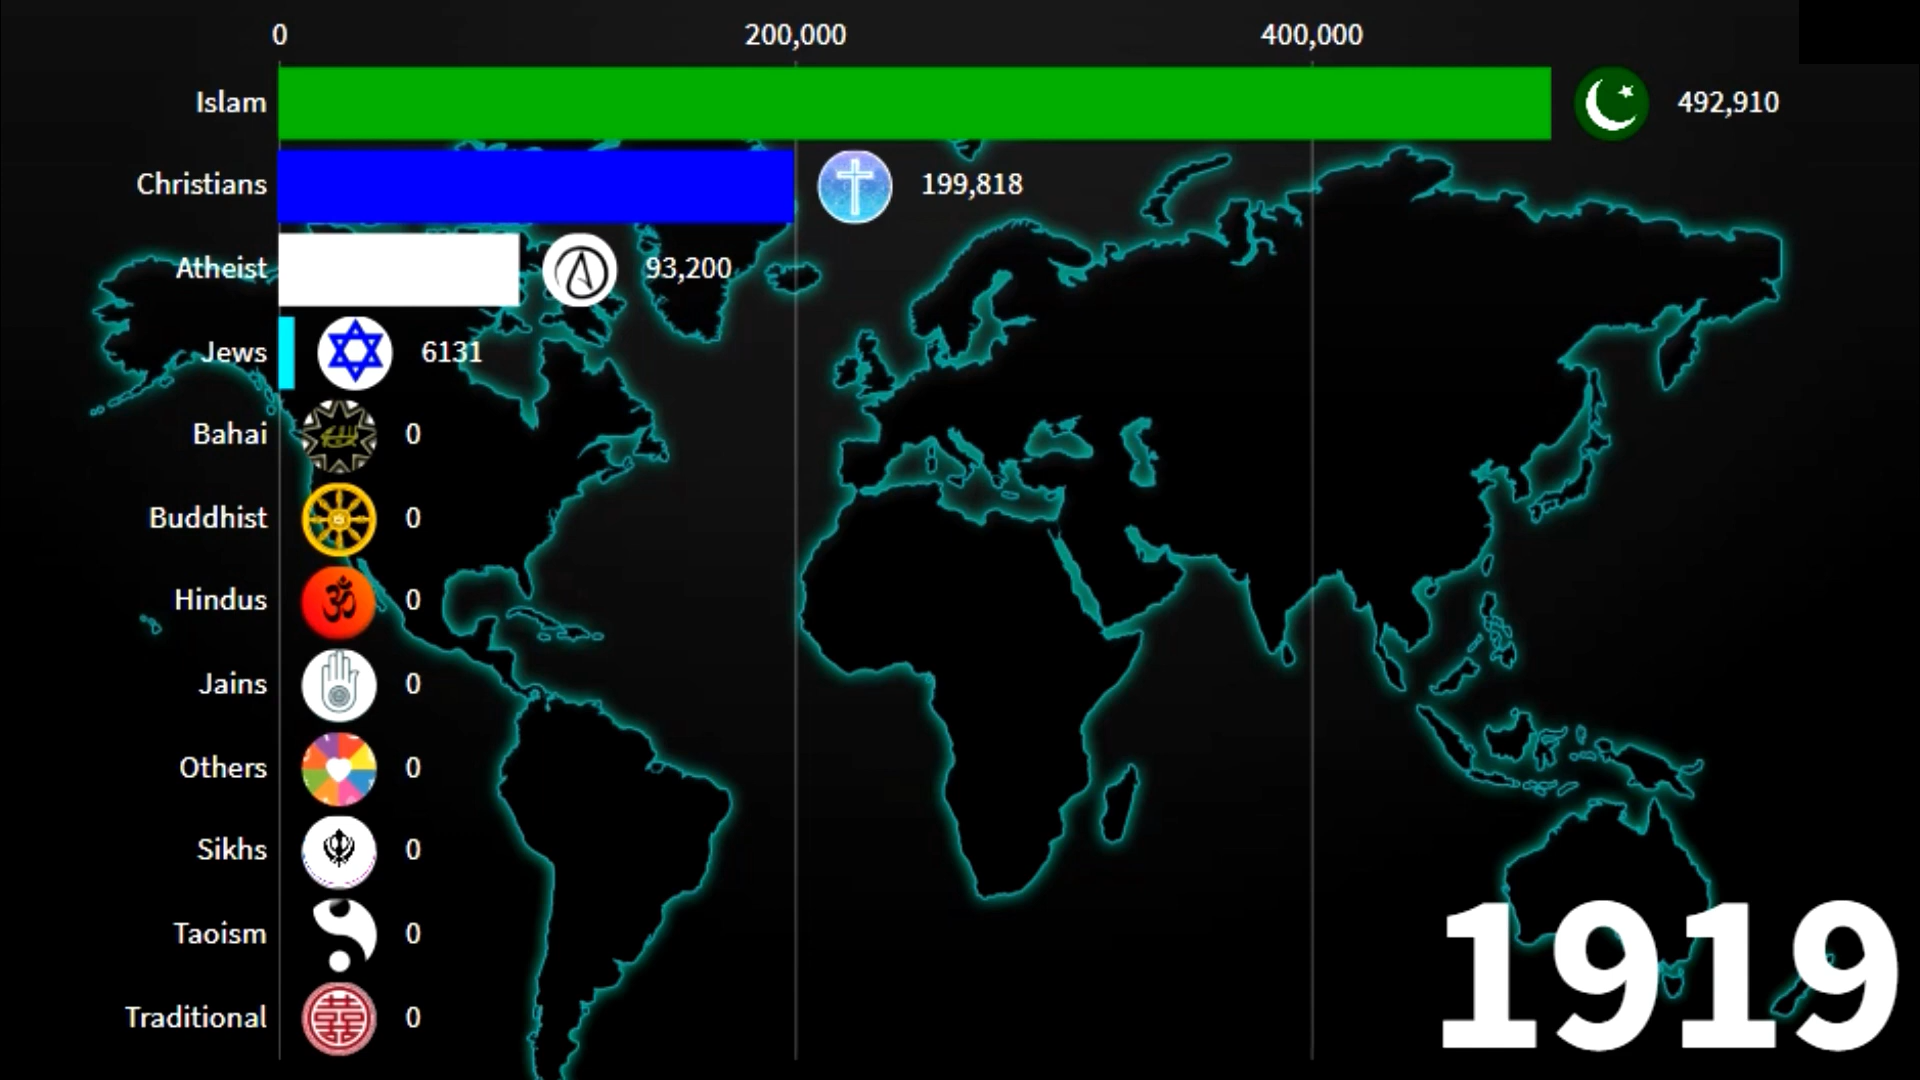 0 200,000 400,000
Islam 492,910
Christians 199,818
Atheist 93,200
Jews 6131
Bahai 0
Buddhist 0
Hindus 0
Jains 0
Others 0
Sikhs 0
Taoism 0
Traditional 0
1919